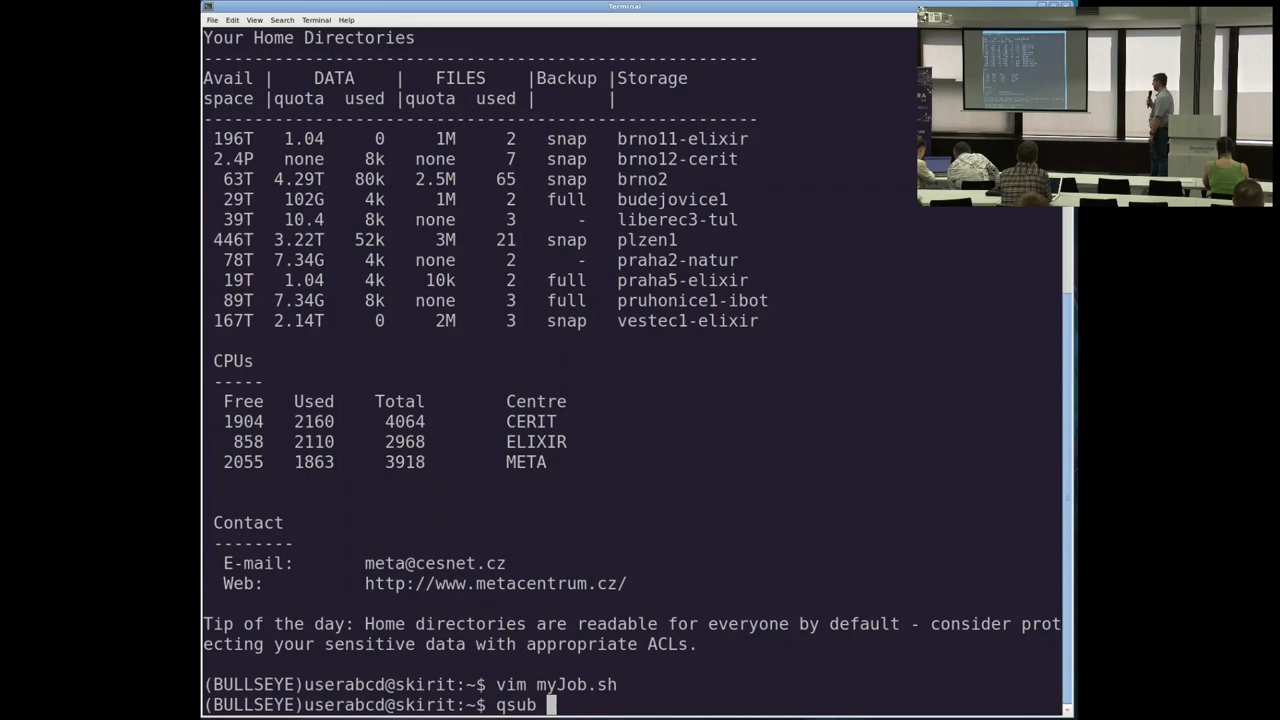 Terminal
File Edit View Search Terminal Help
Your Home Directories
-------------------------------------------------------
Avail | DATA | FILES |Backup |Storage
space |quota used |quota used | |
-------------------------------------------------------
196T 1.04 0 1M 2 snap brno11-elixir
2.4P none 8k none 7 snap brno12-cerit
63T 4.29T 80k 2.5M 65 snap brno2
29T 102G 4k 1M 2 full budejovice1
39T 10.4 8k none 3 - liberec3-tul
446T 3.22T 52k 3M 21 snap plzen1
78T 7.34G 4k none 2 - praha2-natur
19T 1.04 4k 10k 2 full praha5-elixir
89T 7.34G 8k none 3 full pruhonice1-ibot
167T 2.14T 0 2M 3 snap vestec1-elixir
CPUs
-----
Free Used Total Centre
1904 2160 4064 CERIT
858 2110 2968 ELIXIR
2055 1863 3918 META
Contact
--------
E-mail: meta@cesnet.cz
Web: http://www.metacentrum.cz/
Tip of the day: Home directories are readable for everyone by default - consider prot
ecting your sensitive data with appropriate ACLs.
(BULLSEYE)userabcd@skirit:~$ vim myJob.sh
(BULLSEYE)userabcd@skirit:~$ qsub